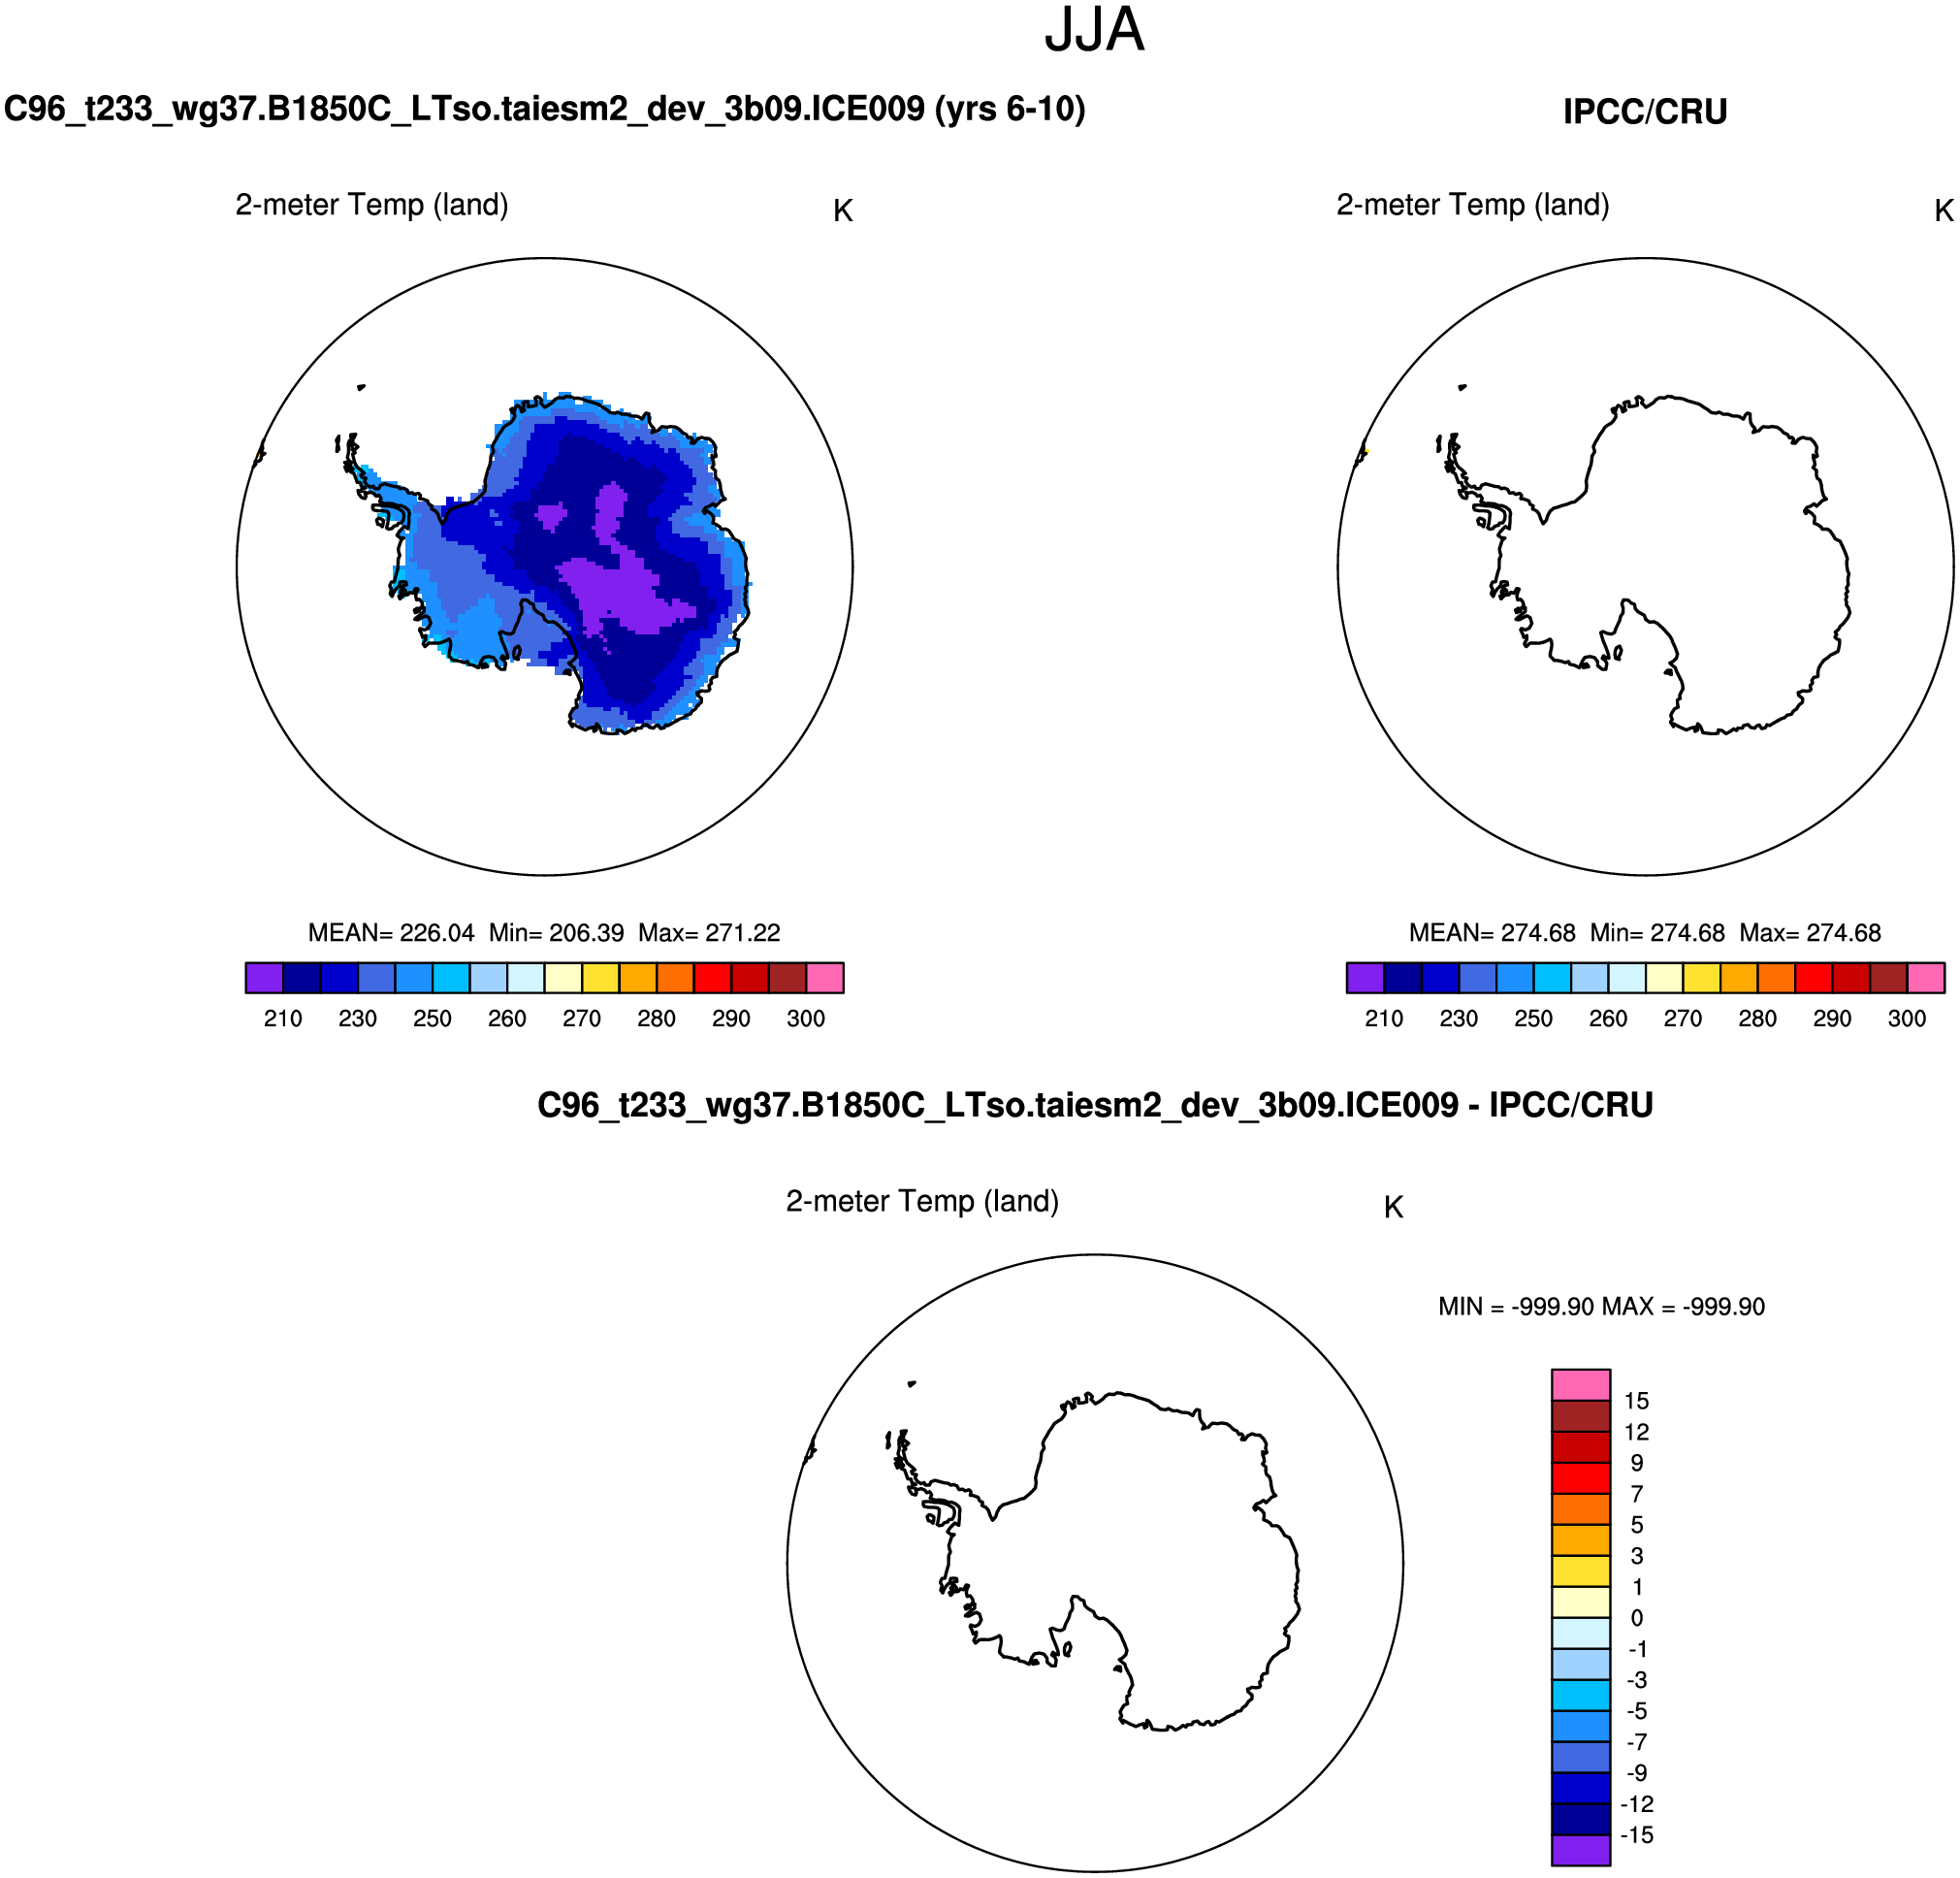 JJA
C96_t233_wg37.B1850C_LTso.taiesm2_dev_3b09.ICE009 (yrs 6-10)
IPCC/CRU
2-meter Temp (land) K
2-meter Temp (land) K
MEAN= 226.04 Min= 206.39 Max= 271.22
MEAN= 274.68 Min= 274.68 Max= 274.68
210 230 250 260 270 280 290 300
210 230 250 260 270 280 290 300
C96_t233_wg37.B1850C_LTso.taiesm2_dev_3b09.ICE009 - IPCC/CRU
2-meter Temp (land) K
MIN = -999.90 MAX = -999.90
15
12
9
7
5
3
1
0
-1
-3
-5
-7
-9
-12
-15